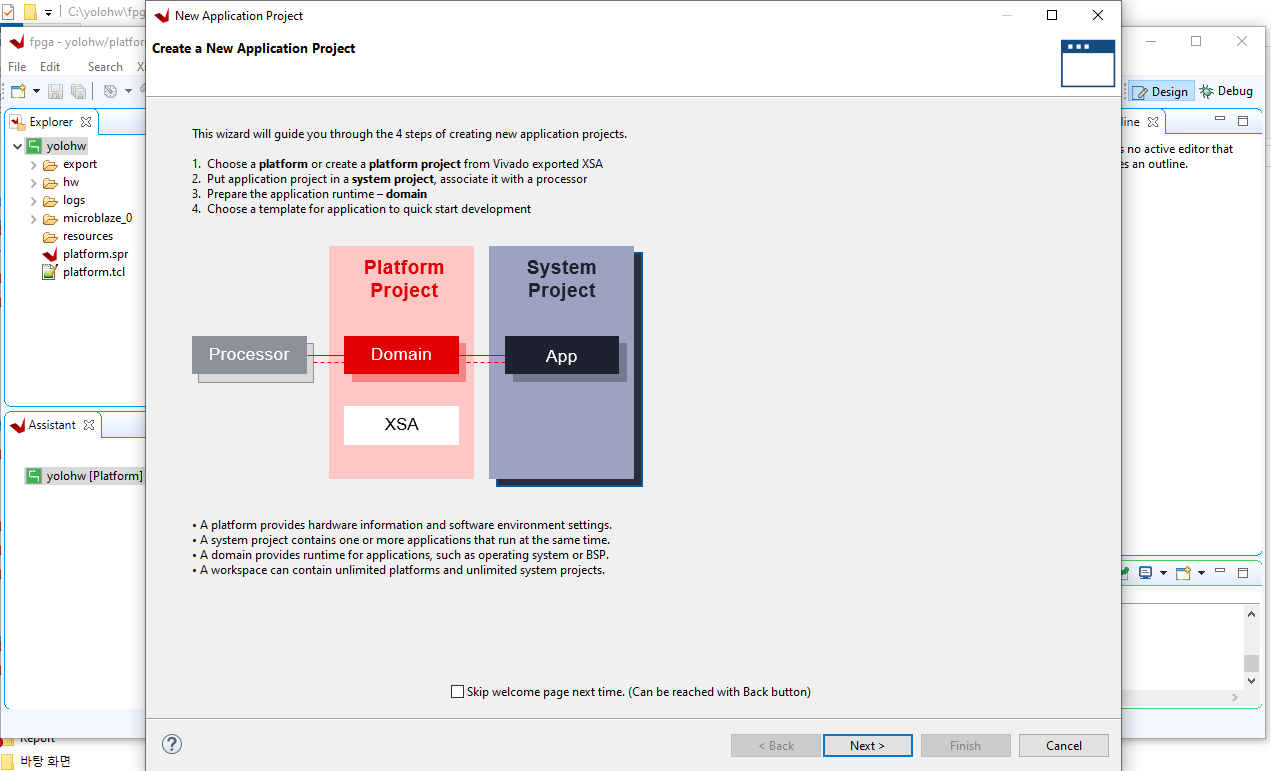 C:\yolohw\fpg
New Application Project
fpga - yolohw/platfor
Create a New Application Project
File Edit Search
Design Debug
Explorer
line
yolohw
export
hw
logs
microblaze_0
resources
platform.spr
platform.tcl
s no active editor that
es an outline.
This wizard will guide you through the 4 steps of creating new application projects.
1. Choose a platform or create a platform project from Vivado exported XSA
2. Put application project in a system project, associate it with a processor
3. Prepare the application runtime – domain
4. Choose a template for application to quick start development
Platform
Project
System
Project
Processor
Domain
App
XSA
Assistant
yolohw [Platform]
• A platform provides hardware information and software environment settings.
• A system project contains one or more applications that run at the same time.
• A domain provides runtime for applications, such as operating system or BSP.
• A workspace can contain unlimited platforms and unlimited system projects.
Skip welcome page next time. (Can be reached with Back button)
< Back Next > Finish Cancel
Report
바탕 화면